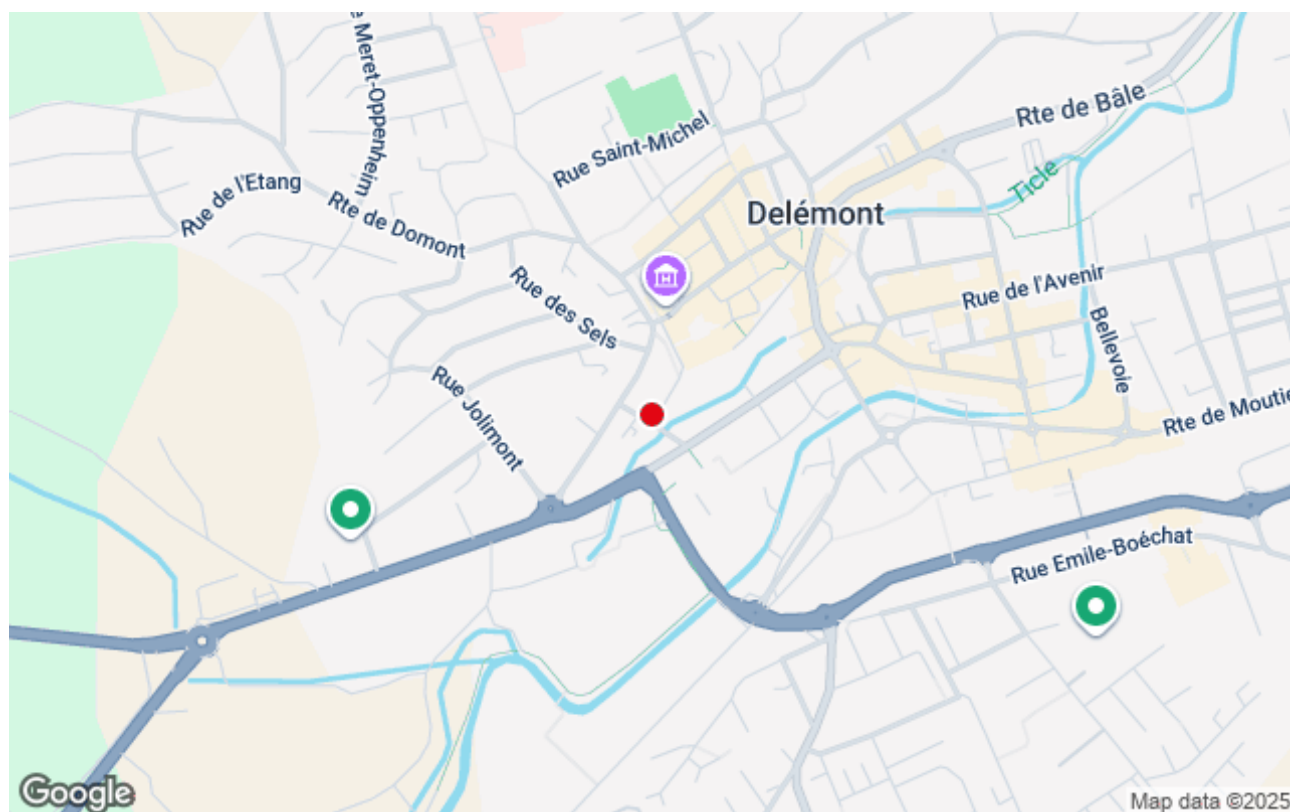 e Meret-Oppenheim
Rte de Bâle
Rue Saint-Michel
Ticle
Rue de l'Etang
Rte de Domont
Delémont
H
Rue de l'Avenir
Rue des Sels
Bellevoie
Rue Jolimont
Rte de Moutie
Rue Emile-Boéchat
Google
Map data ©2025